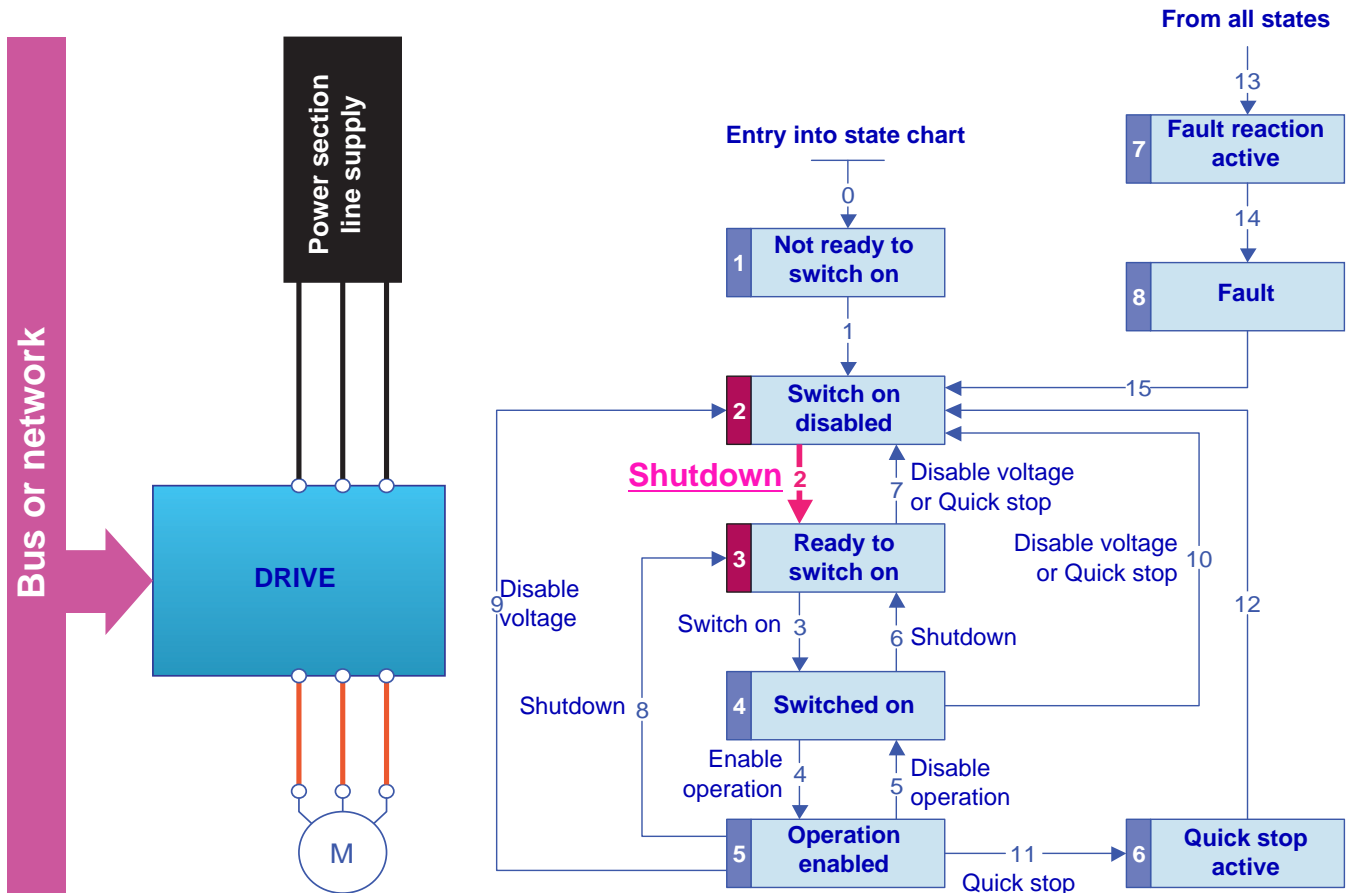 Bus or network
Power section
line supply
DRIVE
M
Entry into state chart
0
1
Not ready to
switch on
1
2
Switch on
disabled
Shutdown
2
7
Disable voltage
or Quick stop
3
Ready to
switch on
Switch on
3
6
Shutdown
4
Switched on
Enable
operation
4
5
Disable
operation
5
Operation
enabled
9
Disable
voltage
Shutdown
8
11
Quick stop
From all states
13
7
Fault reaction
active
14
8
Fault
15
Disable voltage
or Quick stop
10
12
6
Quick stop
active